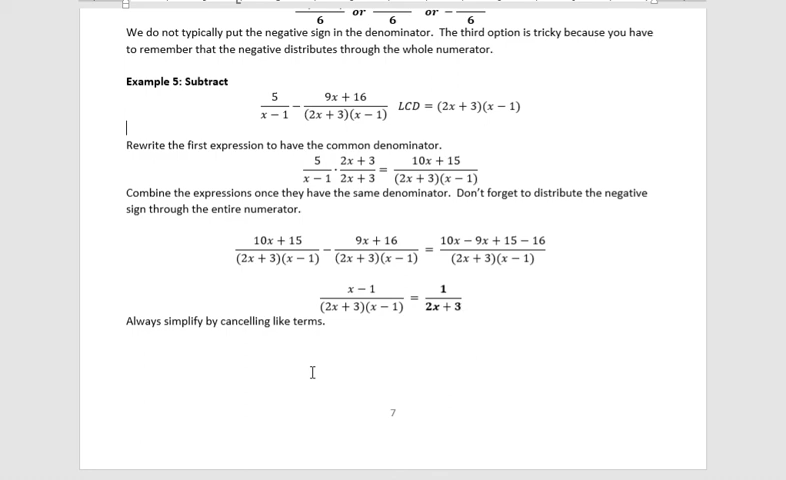 6 or 6 or − 6
We do not typically put the negative sign in the denominator. The third option is tricky because you have
to remember that the negative distributes through the whole numerator.
Example 5: Subtract
5/(x − 1) − (9x + 16)/((2x + 3)(x − 1)) LCD = (2x + 3)(x − 1)
Rewrite the first expression to have the common denominator.
5/(x − 1) · (2x + 3)/(2x + 3) = (10x + 15)/((2x + 3)(x − 1))
Combine the expressions once they have the same denominator. Don't forget to distribute the negative
sign through the entire numerator.
(10x + 15)/((2x + 3)(x − 1)) − (9x + 16)/((2x + 3)(x − 1)) = (10x − 9x + 15 − 16)/((2x + 3)(x − 1))
(x − 1)/((2x + 3)(x − 1)) = 1/(2x + 3)
Always simplify by cancelling like terms.
7